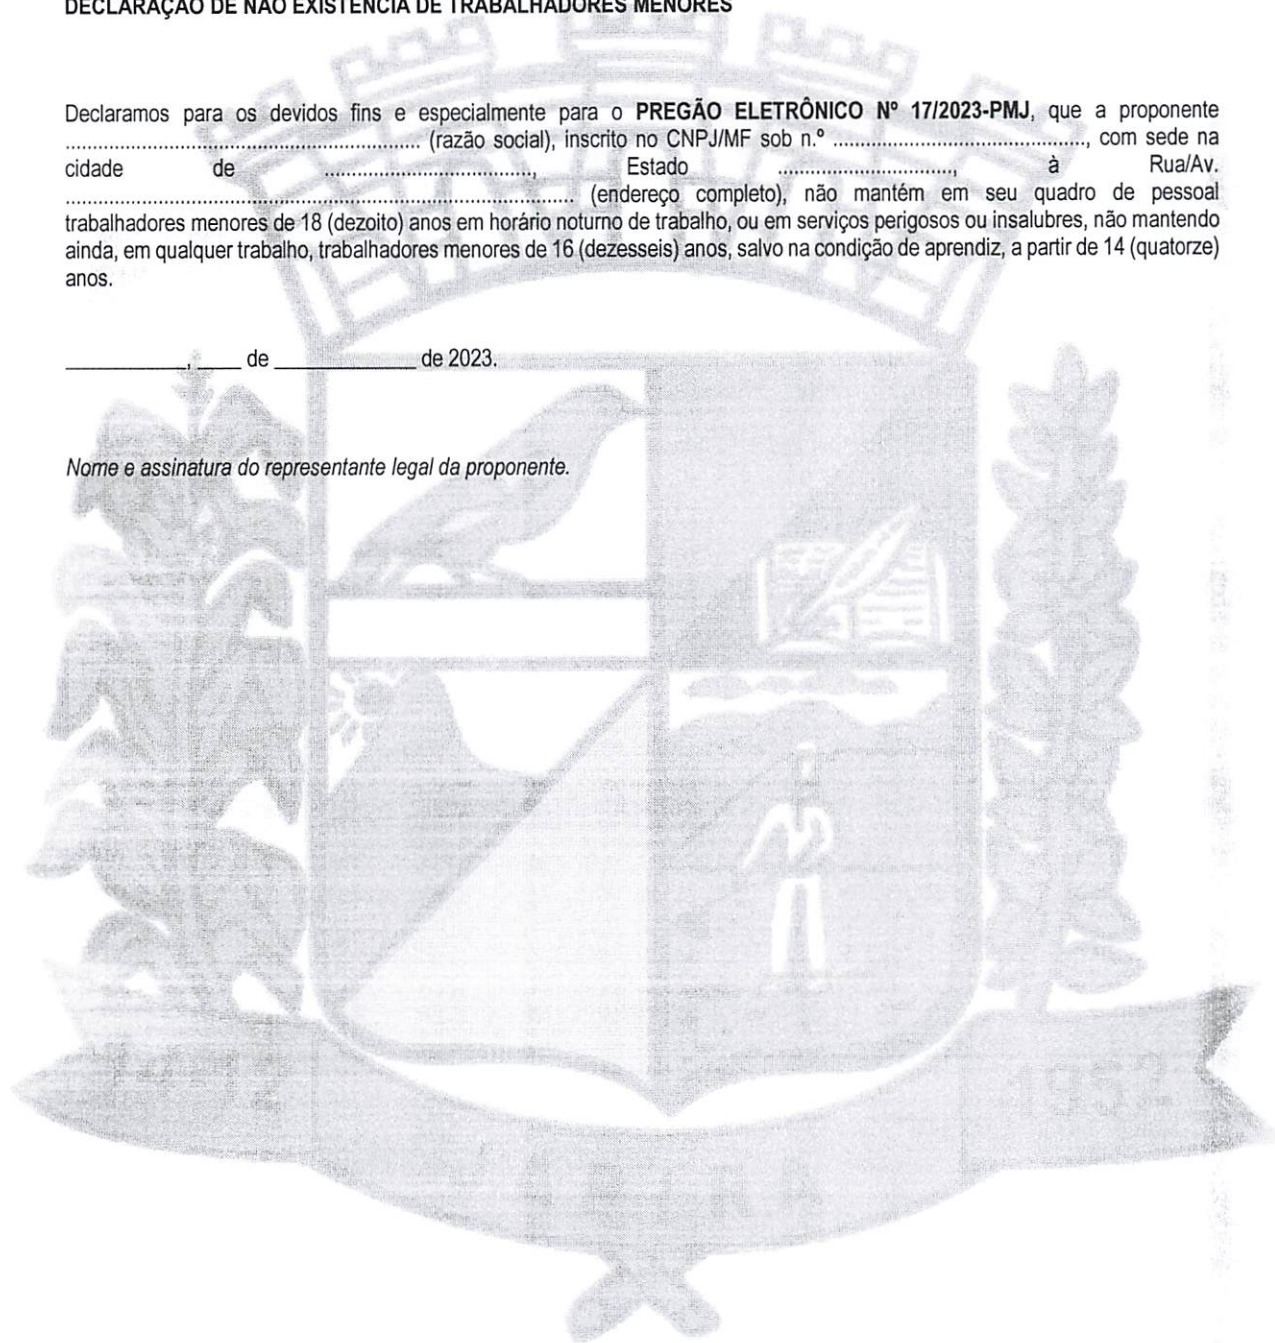 DECLARAÇÃO DE NÃO EXISTÊNCIA DE TRABALHADORES MENORES
Declaramos para os devidos fins e especialmente para o PREGÃO ELETRÔNICO Nº 17/2023-PMJ, que a proponente
.................................................................... (razão social), inscrito no CNPJ/MF sob n.º ............................................., com sede na
cidade de ....................................., Estado ..............................., à Rua/Av.
.......................................................................................... (endereço completo), não mantém em seu quadro de pessoal
trabalhadores menores de 18 (dezoito) anos em horário noturno de trabalho, ou em serviços perigosos ou insalubres, não mantendo
ainda, em qualquer trabalho, trabalhadores menores de 16 (dezesseis) anos, salvo na condição de aprendiz, a partir de 14 (quatorze)
anos.
____________, ____ de ______________ de 2023.
Nome e assinatura do representante legal da proponente.